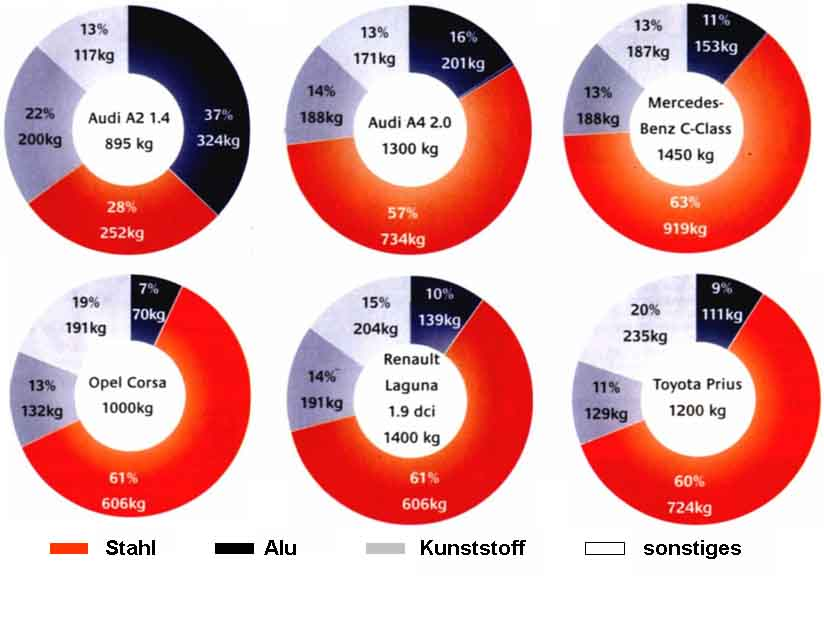 13%
117kg
37%
324kg
22%
200kg
28%
252kg
Audi A2 1.4
895 kg
13%
171kg
16%
201kg
14%
188kg
57%
734kg
Audi A4 2.0
1300 kg
13%
187kg
11%
153kg
13%
188kg
63%
919kg
Mercedes-
Benz C-Class
1450 kg
19%
191kg
7%
70kg
13%
132kg
61%
606kg
Opel Corsa
1000kg
15%
204kg
10%
139kg
14%
191kg
61%
606kg
Renault
Laguna
1.9 dci
1400 kg
20%
235kg
9%
111kg
11%
129kg
60%
724kg
Toyota Prius
1200 kg
Stahl
Alu
Kunststoff
sonstiges